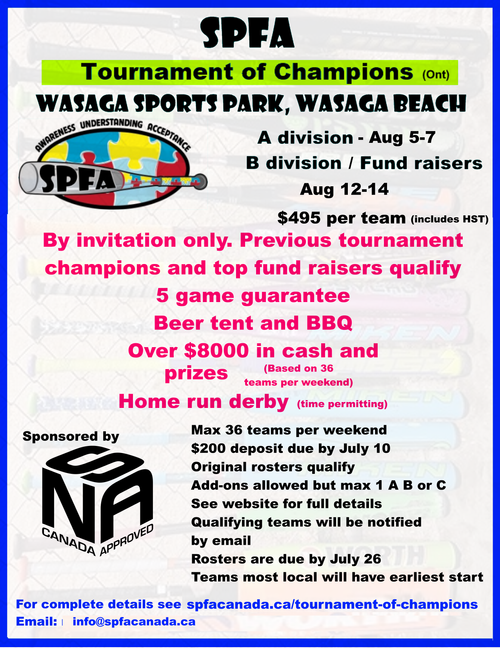 SPFA
Tournament of Champions (Ont)
WASAGA SPORTS PARK, WASAGA BEACH
AWARENESS UNDERSTANDING ACCEPTANCE
SPFA
A division - Aug 5-7
B division / Fund raisers
Aug 12-14
$495 per team (includes HST)
By invitation only. Previous tournament
champions and top fund raisers qualify
5 game guarantee
Beer tent and BBQ
Over $8000 in cash and
prizes (Based on 36
teams per weekend)
Home run derby (time permitting)
Sponsored by
SNA
CANADA APPROVED
Max 36 teams per weekend
$200 deposit due by July 10
Original rosters qualify
Add-ons allowed but max 1 A B or C
See website for full details
Qualifying teams will be notified
by email
Rosters are due by July 26
Teams most local will have earliest start
For complete details see spfacanada.ca/tournament-of-champions
Email: info@spfacanada.ca
WORTH